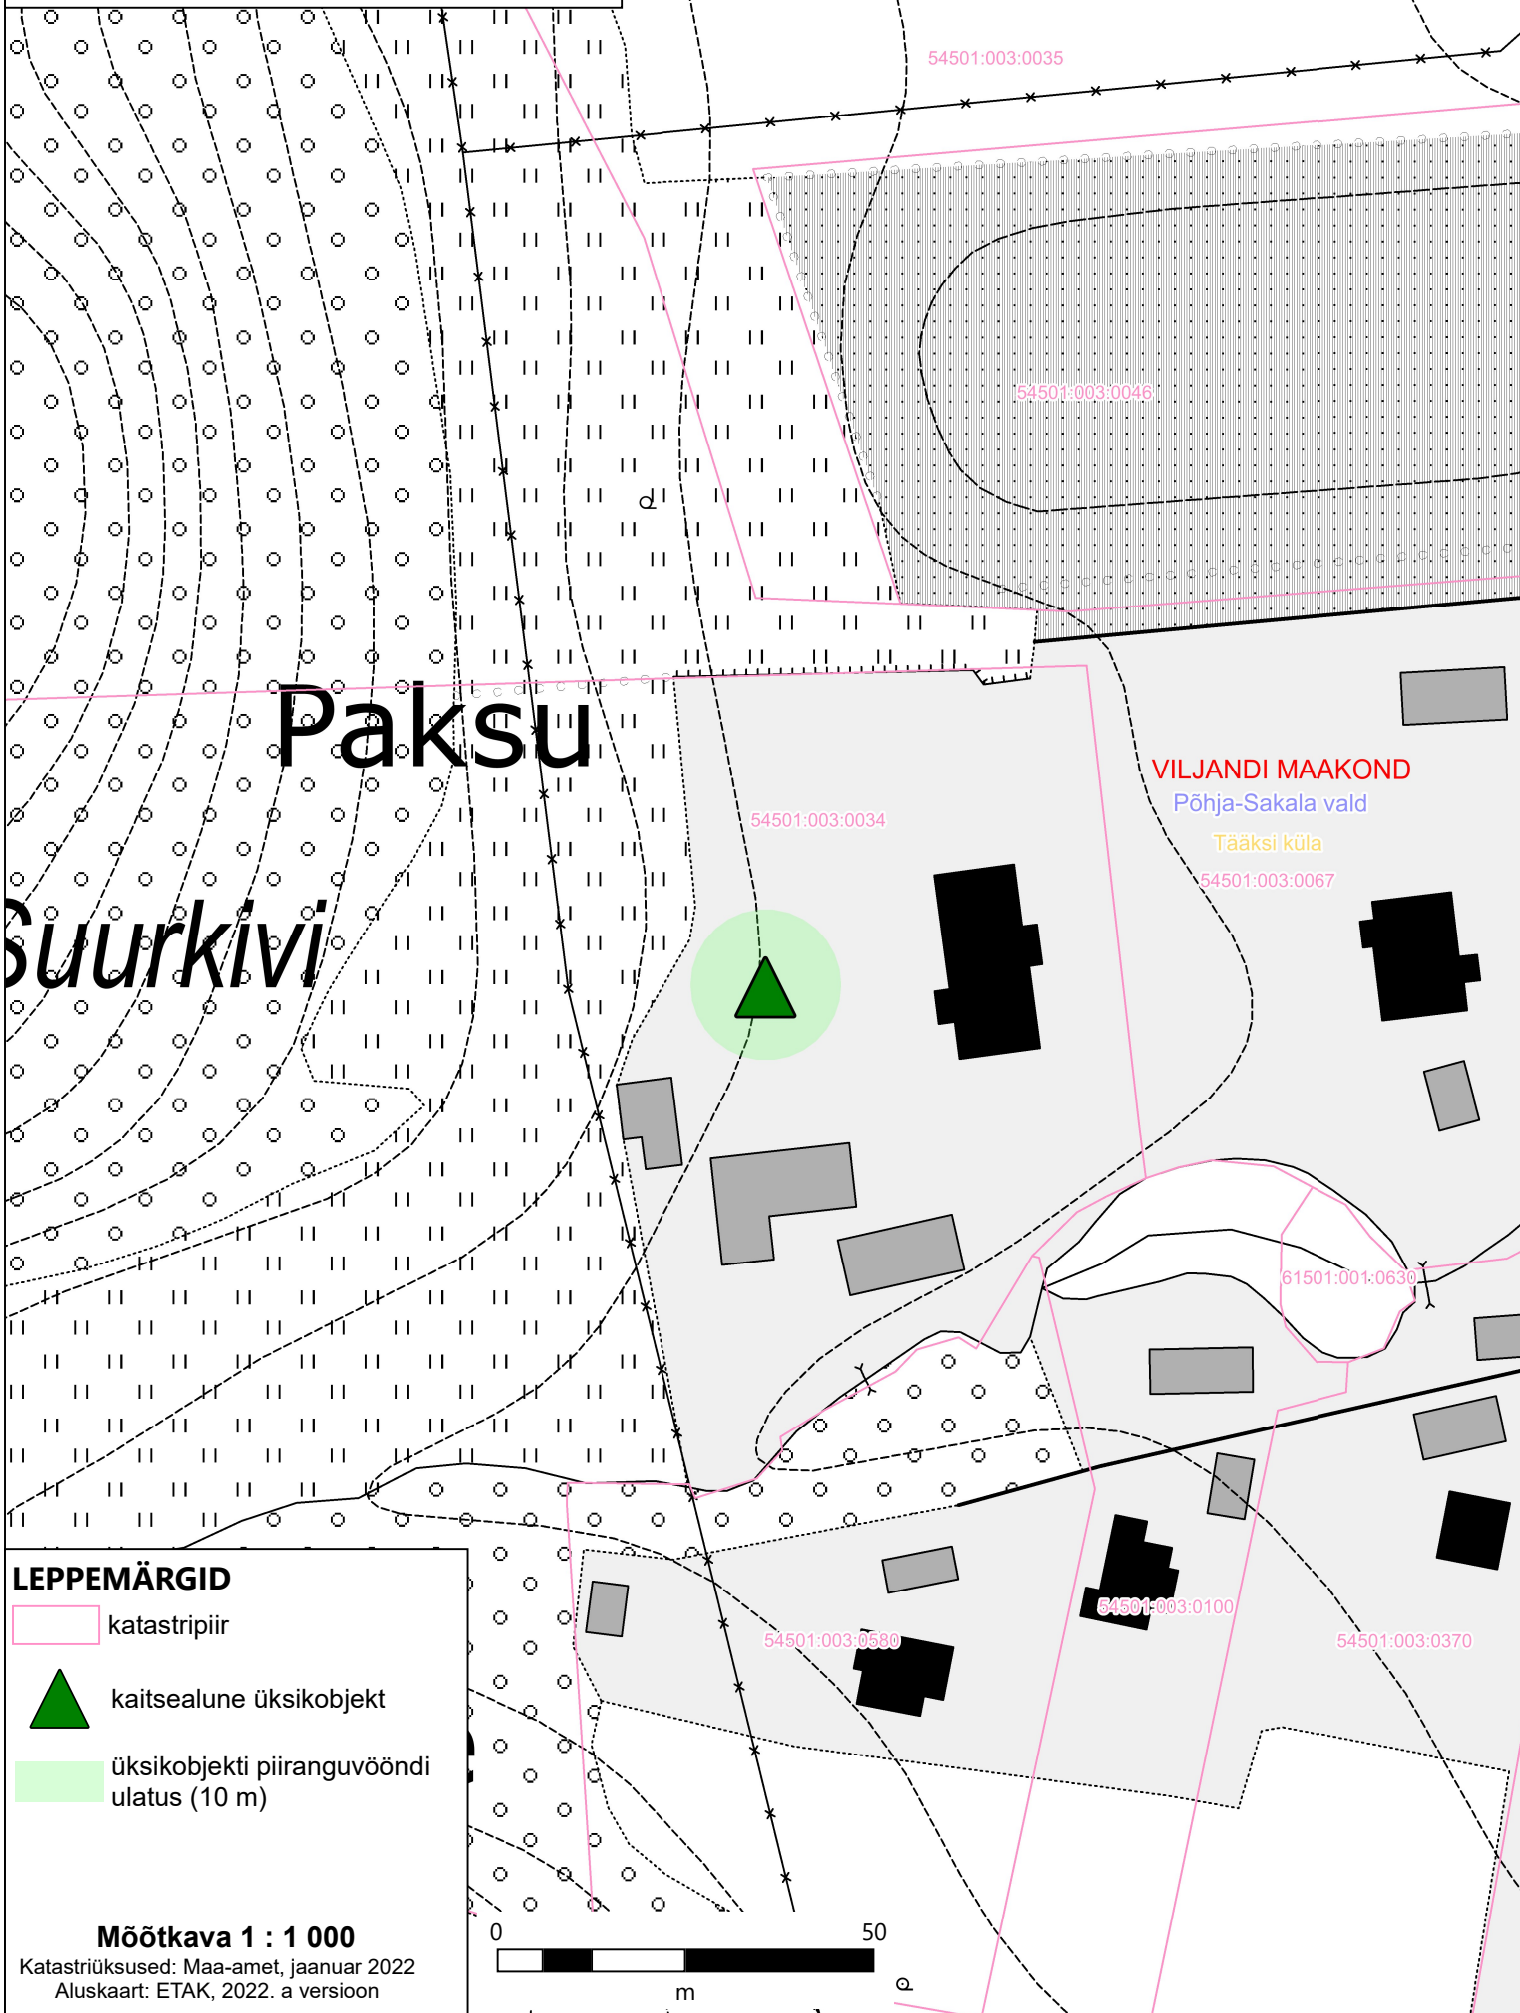 54501:003:0035
54501:003:0046
Paksu
VILJANDI MAAKOND
Põhja-Sakala vald
Tääksi küla
54501:003:0034
54501:003:0067
Suurkivi
61501:001:0630
LEPPEMÄRGID
katastripiir
kaitsealune üksikobjekt
üksikobjekti piiranguvööndi
ulatus (10 m)
54501:003:0100
54501:003:0580
54501:003:0370
Mõõtkava 1 : 1 000
Katastriüksused: Maa-amet, jaanuar 2022
Aluskaart: ETAK, 2022. a versioon
0 50
m